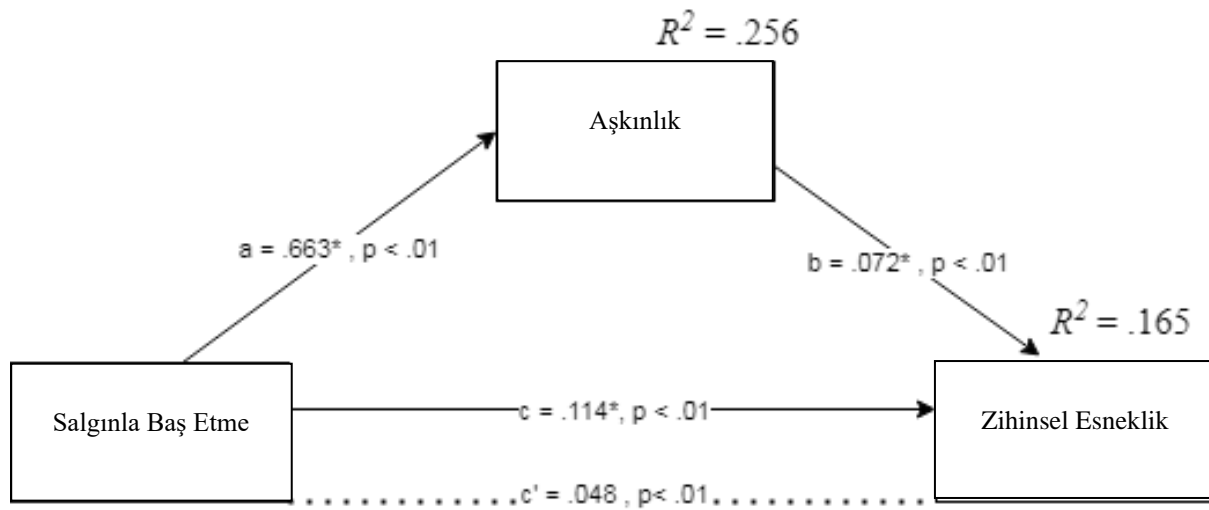 R² = .256
Aşkınlık
a = .663* , p < .01
b = .072* , p < .01
R² = .165
Salgınla Baş Etme
c = .114*, p < .01
Zihinsel Esneklik
c' = .048 , p< .01